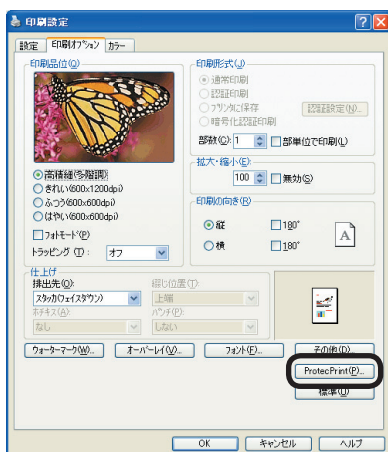 印刷設定
設定 印刷オプション カラー
印刷品位(Q)
高精細(多階調)
きれい(600x1200dpi)
ふつう(600x600dpi)
はやい(600x600dpi)
フォトモード(P)
トラッピング(T): オフ
印刷形式(J)
通常印刷
認証印刷
プリンタに保存
暗号化認証印刷
認証設定(N)...
部数(C): 1 部単位で印刷(L)
拡大・縮小(E):
100 無効(S)
印刷の向き(R)
縦 180°
横 180°
A
仕上げ
排出先(O):
スタッカ(フェイスダウン)
綴じ位置(T):
上端
ホチキス(A):
なし
パンチ(P):
しない
ウォーターマーク(W)... オーバーレイ(V)... フォント(F)... その他(D)...
ProtecPrint(P)...
標準(U)
OK キャンセル ヘルプ